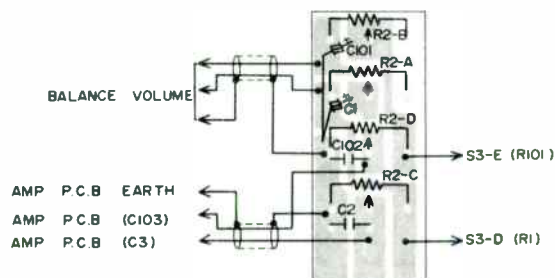 R2-B
C101
R2-A
BALANCE VOLUME
C1
R2-D
C102
S3-E (R101)
R2-C
AMP P.C.B EARTH
AMP P.C.B (C103)
C2
AMP P.C.B (C3)
S3-D (R1)